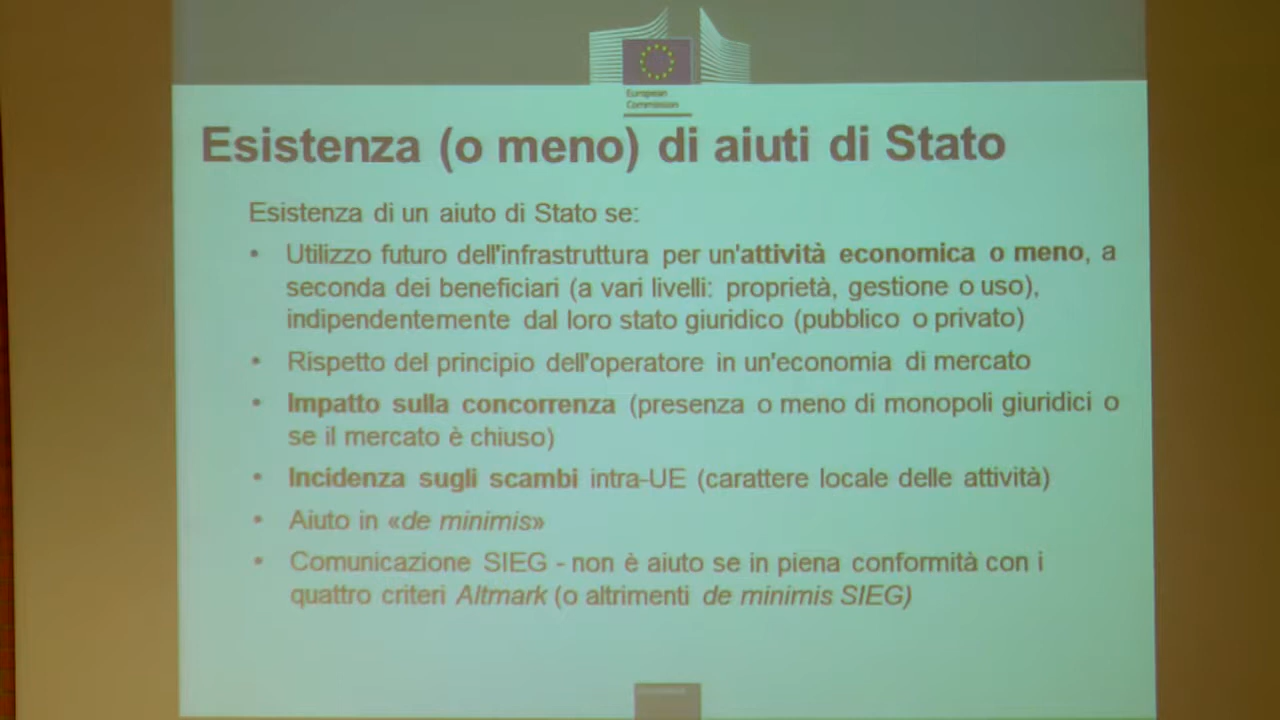 European
Commission
Esistenza (o meno) di aiuti di Stato
Esistenza di un aiuto di Stato se:
• Utilizzo futuro dell'infrastruttura per un'attività economica o meno, a
seconda dei beneficiari (a vari livelli: proprietà, gestione o uso),
indipendentemente dal loro stato giuridico (pubblico o privato)
• Rispetto del principio dell'operatore in un'economia di mercato
• Impatto sulla concorrenza (presenza o meno di monopoli giuridici o
se il mercato è chiuso)
• Incidenza sugli scambi intra-UE (carattere locale delle attività)
• Aiuto in «de minimis»
• Comunicazione SIEG - non è aiuto se in piena conformità con i
quattro criteri Altmark (o altrimenti de minimis SIEG)